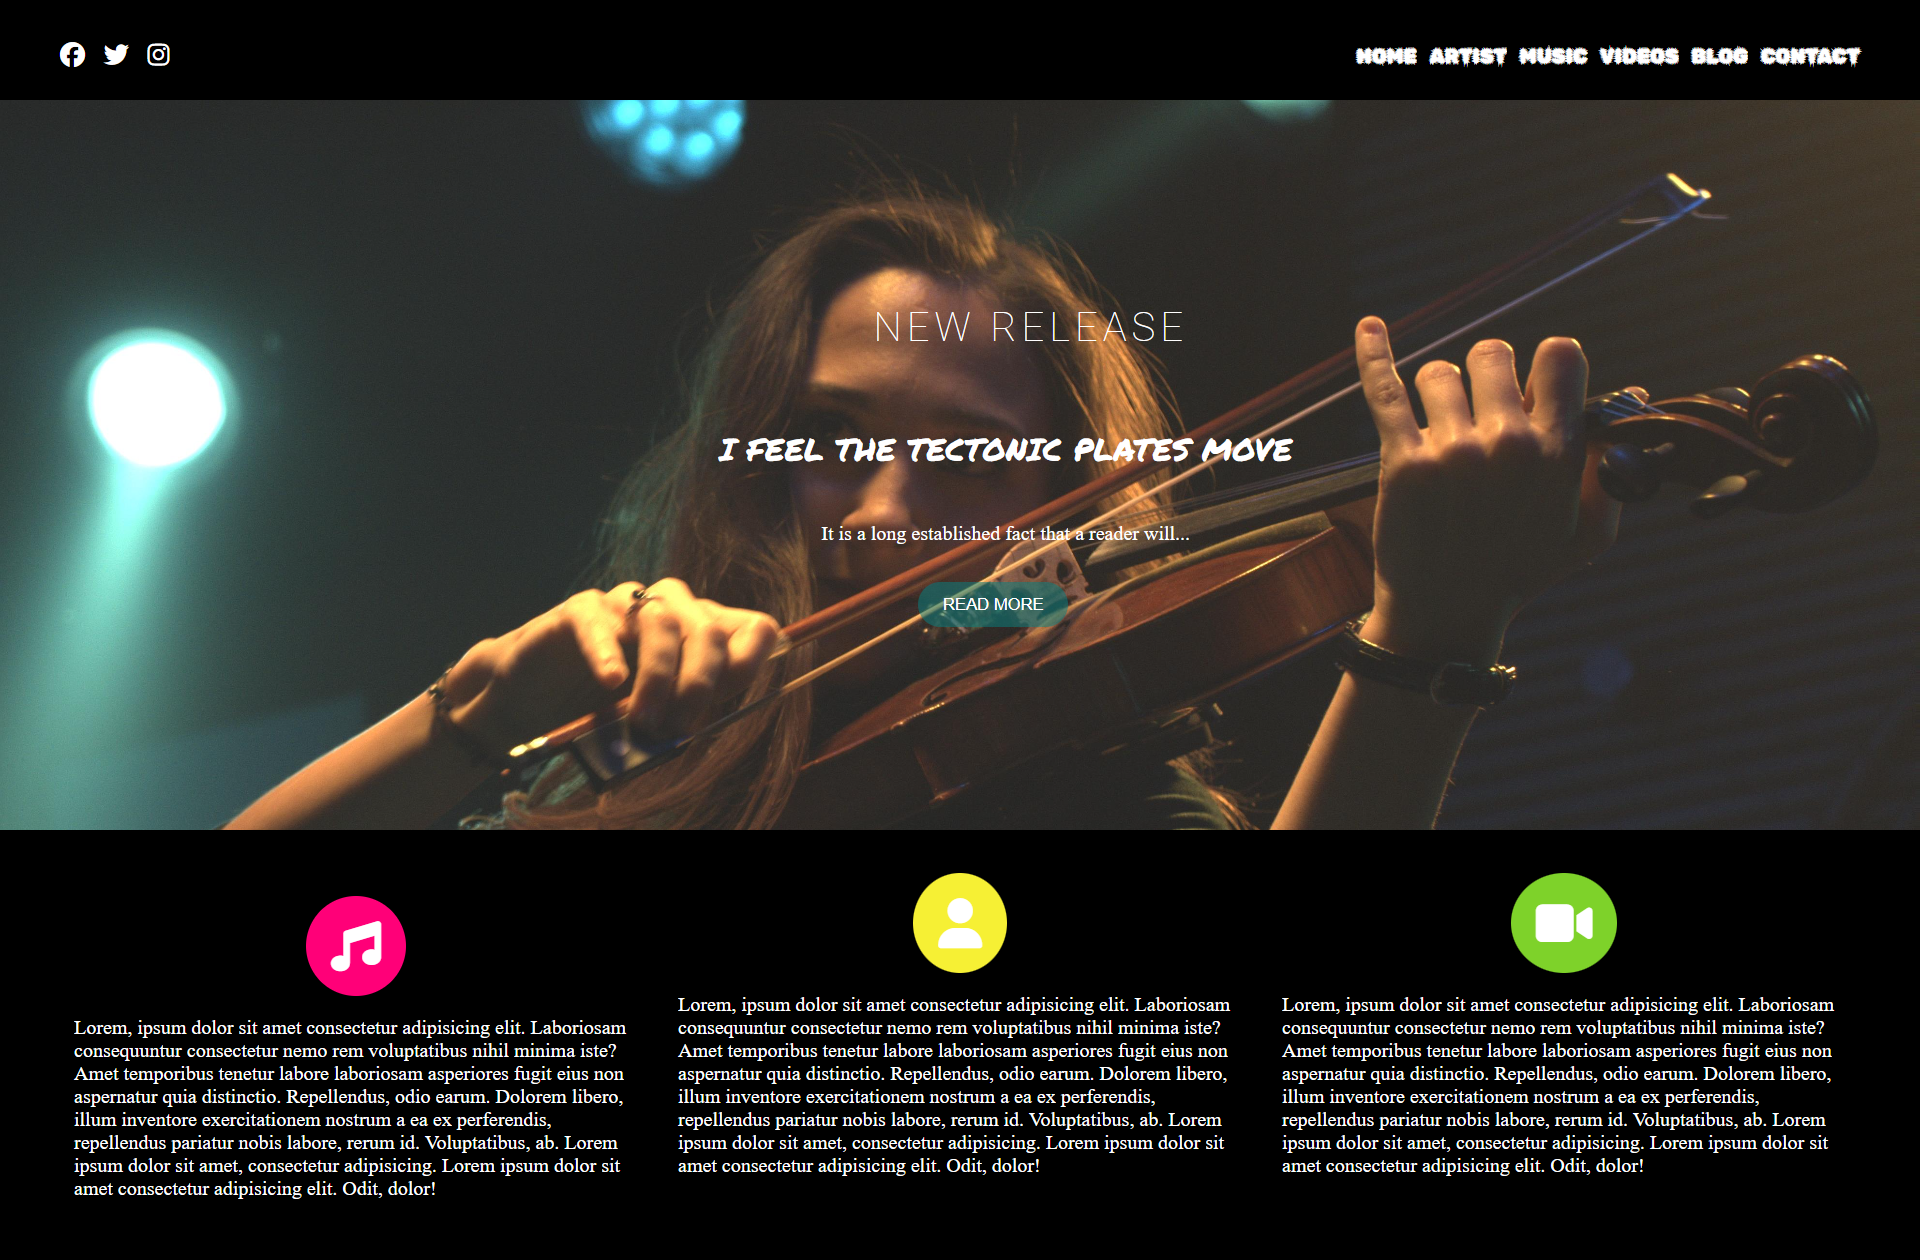 HOME ARTIST MUSIC VIDEOS BLOG CONTACT
NEW RELEASE
I FEEL THE TECTONIC PLATES MOVE
It is a long established fact that a reader will...
READ MORE
Lorem, ipsum dolor sit amet consectetur adipisicing elit. Laboriosam
consequuntur consectetur nemo rem voluptatibus nihil minima iste?
Amet temporibus tenetur labore laboriosam asperiores fugit eius non
aspernatur quia distinctio. Repellendus, odio earum. Dolorem libero,
illum inventore exercitationem nostrum a ea ex perferendis,
repellendus pariatur nobis labore, rerum id. Voluptatibus, ab. Lorem
ipsum dolor sit amet, consectetur adipisicing. Lorem ipsum dolor sit
amet consectetur adipisicing elit. Odit, dolor!
Lorem, ipsum dolor sit amet consectetur adipisicing elit. Laboriosam
consequuntur consectetur nemo rem voluptatibus nihil minima iste?
Amet temporibus tenetur labore laboriosam asperiores fugit eius non
aspernatur quia distinctio. Repellendus, odio earum. Dolorem libero,
illum inventore exercitationem nostrum a ea ex perferendis,
repellendus pariatur nobis labore, rerum id. Voluptatibus, ab. Lorem
ipsum dolor sit amet, consectetur adipisicing. Lorem ipsum dolor sit
amet consectetur adipisicing elit. Odit, dolor!
Lorem, ipsum dolor sit amet consectetur adipisicing elit. Laboriosam
consequuntur consectetur nemo rem voluptatibus nihil minima iste?
Amet temporibus tenetur labore laboriosam asperiores fugit eius non
aspernatur quia distinctio. Repellendus, odio earum. Dolorem libero,
illum inventore exercitationem nostrum a ea ex perferendis,
repellendus pariatur nobis labore, rerum id. Voluptatibus, ab. Lorem
ipsum dolor sit amet, consectetur adipisicing. Lorem ipsum dolor sit
amet consectetur adipisicing elit. Odit, dolor!